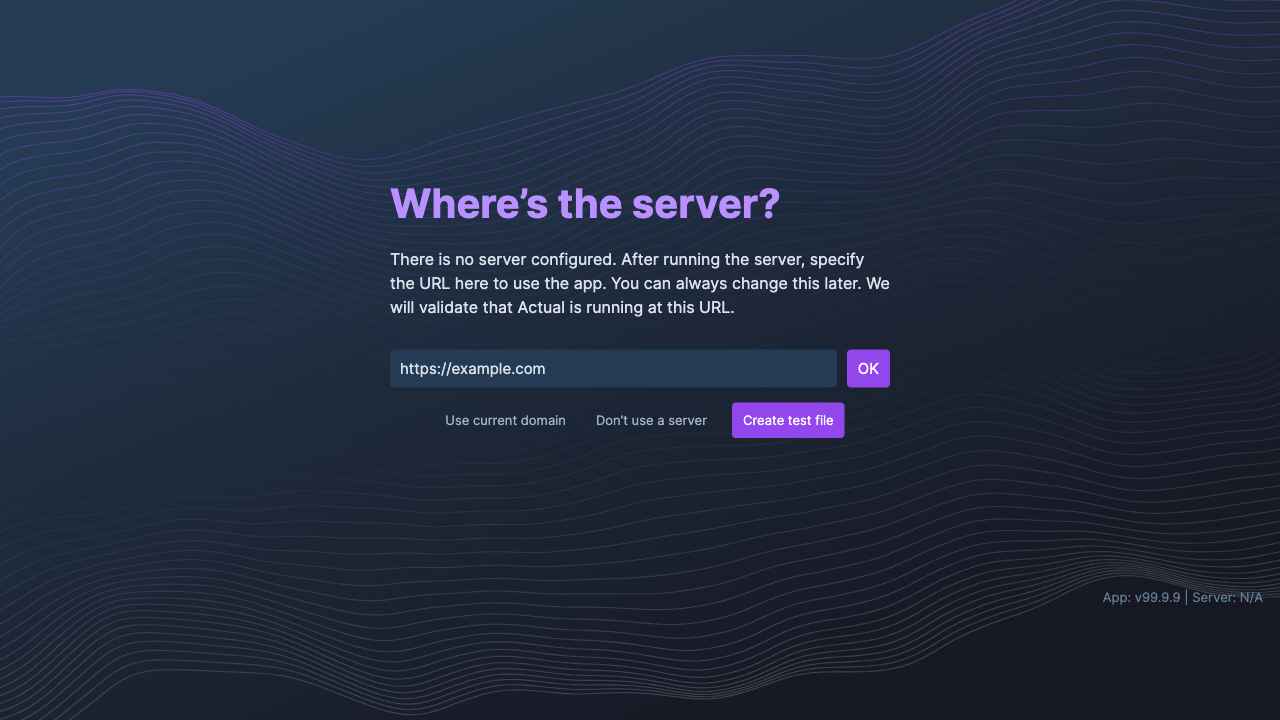 Where’s the server?
There is no server configured. After running the server, specify
the URL here to use the app. You can always change this later. We
will validate that Actual is running at this URL.
https://example.com
OK
Use current domain
Don’t use a server
Create test file
App: v99.9.9 | Server: N/A